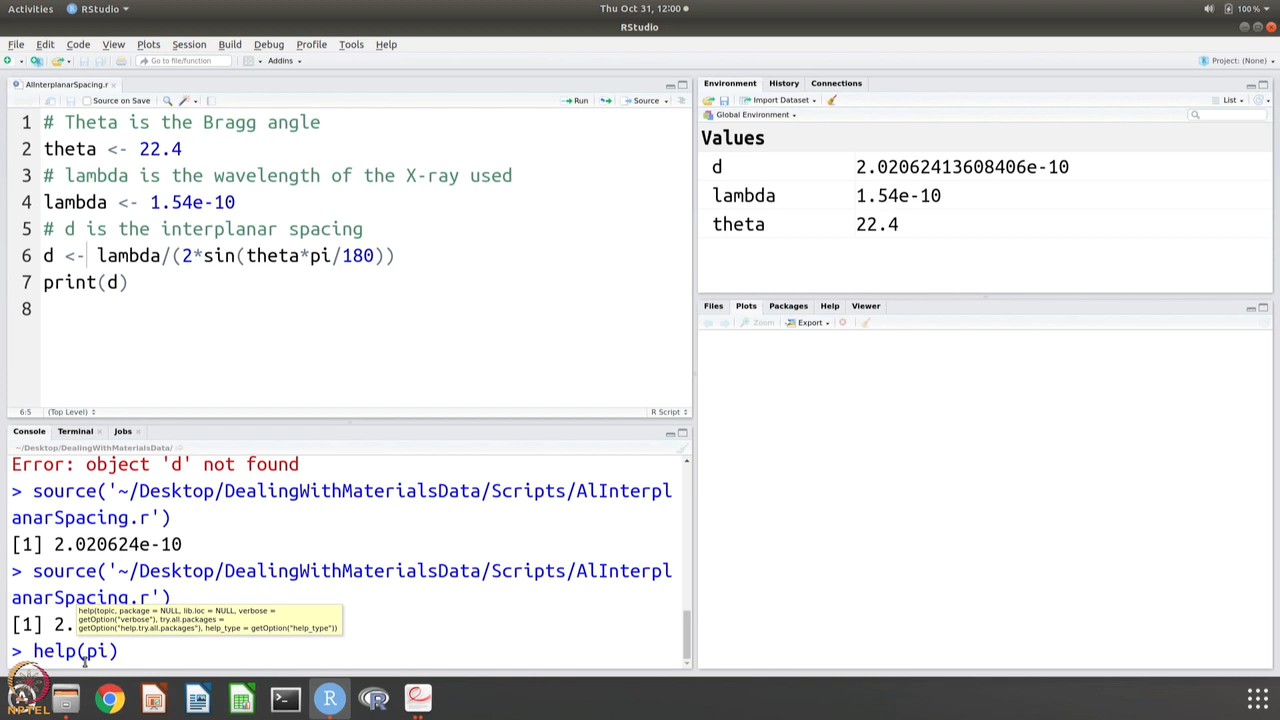 Activities RStudio Thu Oct 31, 12:00 100 %
RStudio
File Edit Code View Plots Session Build Debug Profile Tools Help
Go to file/function Addins Project: (None)
AlInterplanarSpacing.r
Source on Save Run Source
1 # Theta is the Bragg angle
2 theta <- 22.4
3 # lambda is the wavelength of the X-ray used
4 lambda <- 1.54e-10
5 # d is the interplanar spacing
6 d <- lambda/(2*sin(theta*pi/180))
7 print(d)
8
6:5 (Top Level) R Script
Console Terminal Jobs
~/Desktop/DealingWithMaterialsData/
Error: object 'd' not found
> source('~/Desktop/DealingWithMaterialsData/Scripts/AlInterpl
anarSpacing.r')
[1] 2.020624e-10
> source('~/Desktop/DealingWithMaterialsData/Scripts/AlInterpl
anarSpacing.r')
[1] 2.
help(topic, package = NULL, lib.loc = NULL, verbose =
getOption("verbose"), try.all.packages =
getOption("help.try.all.packages"), help_type = getOption("help_type"))
> help(pi)
Environment History Connections
Import Dataset List
Global Environment
Values
d 2.02062413608406e-10
lambda 1.54e-10
theta 22.4
Files Plots Packages Help Viewer
Zoom Export
NPTEL